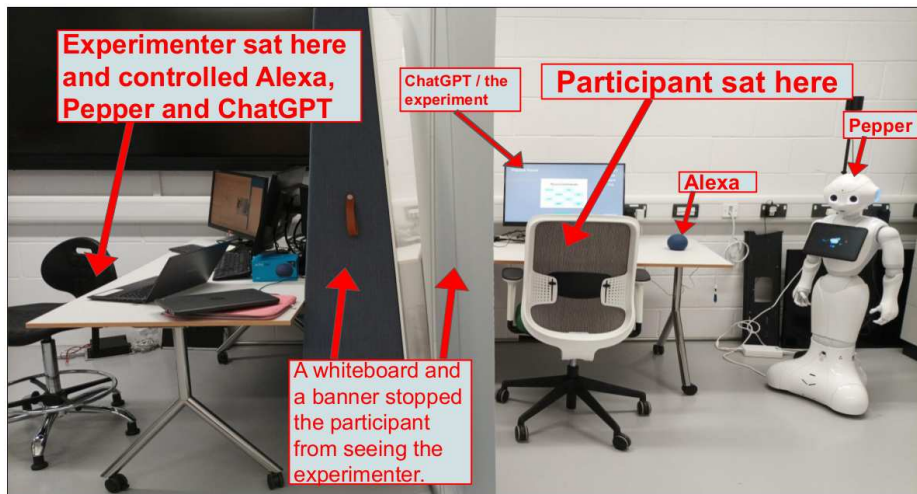 Experimenter sat here
and controlled Alexa,
Pepper and ChatGPT
ChatGPT / the
experiment
Participant sat here
Pepper
Alexa
A whiteboard and
a banner stopped
the participant
from seeing the
experimenter.